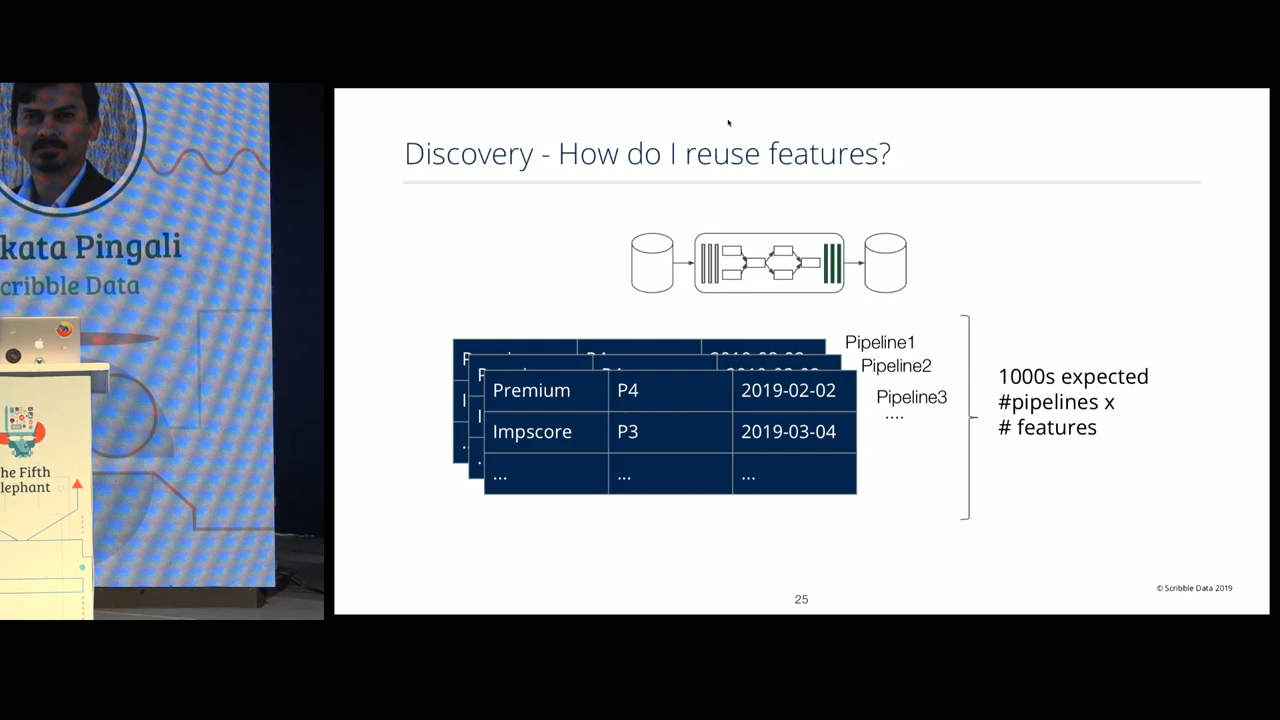 kata Pingali
cribble Data
he Fifth
lephant
Discovery - How do I reuse features?
Pipeline1
Pipeline2
Pipeline3
....
Premium P4 2019-02-02
Impscore P3 2019-03-04
... ... ...
1000s expected
#pipelines x
# features
© Scribble Data 2019
25